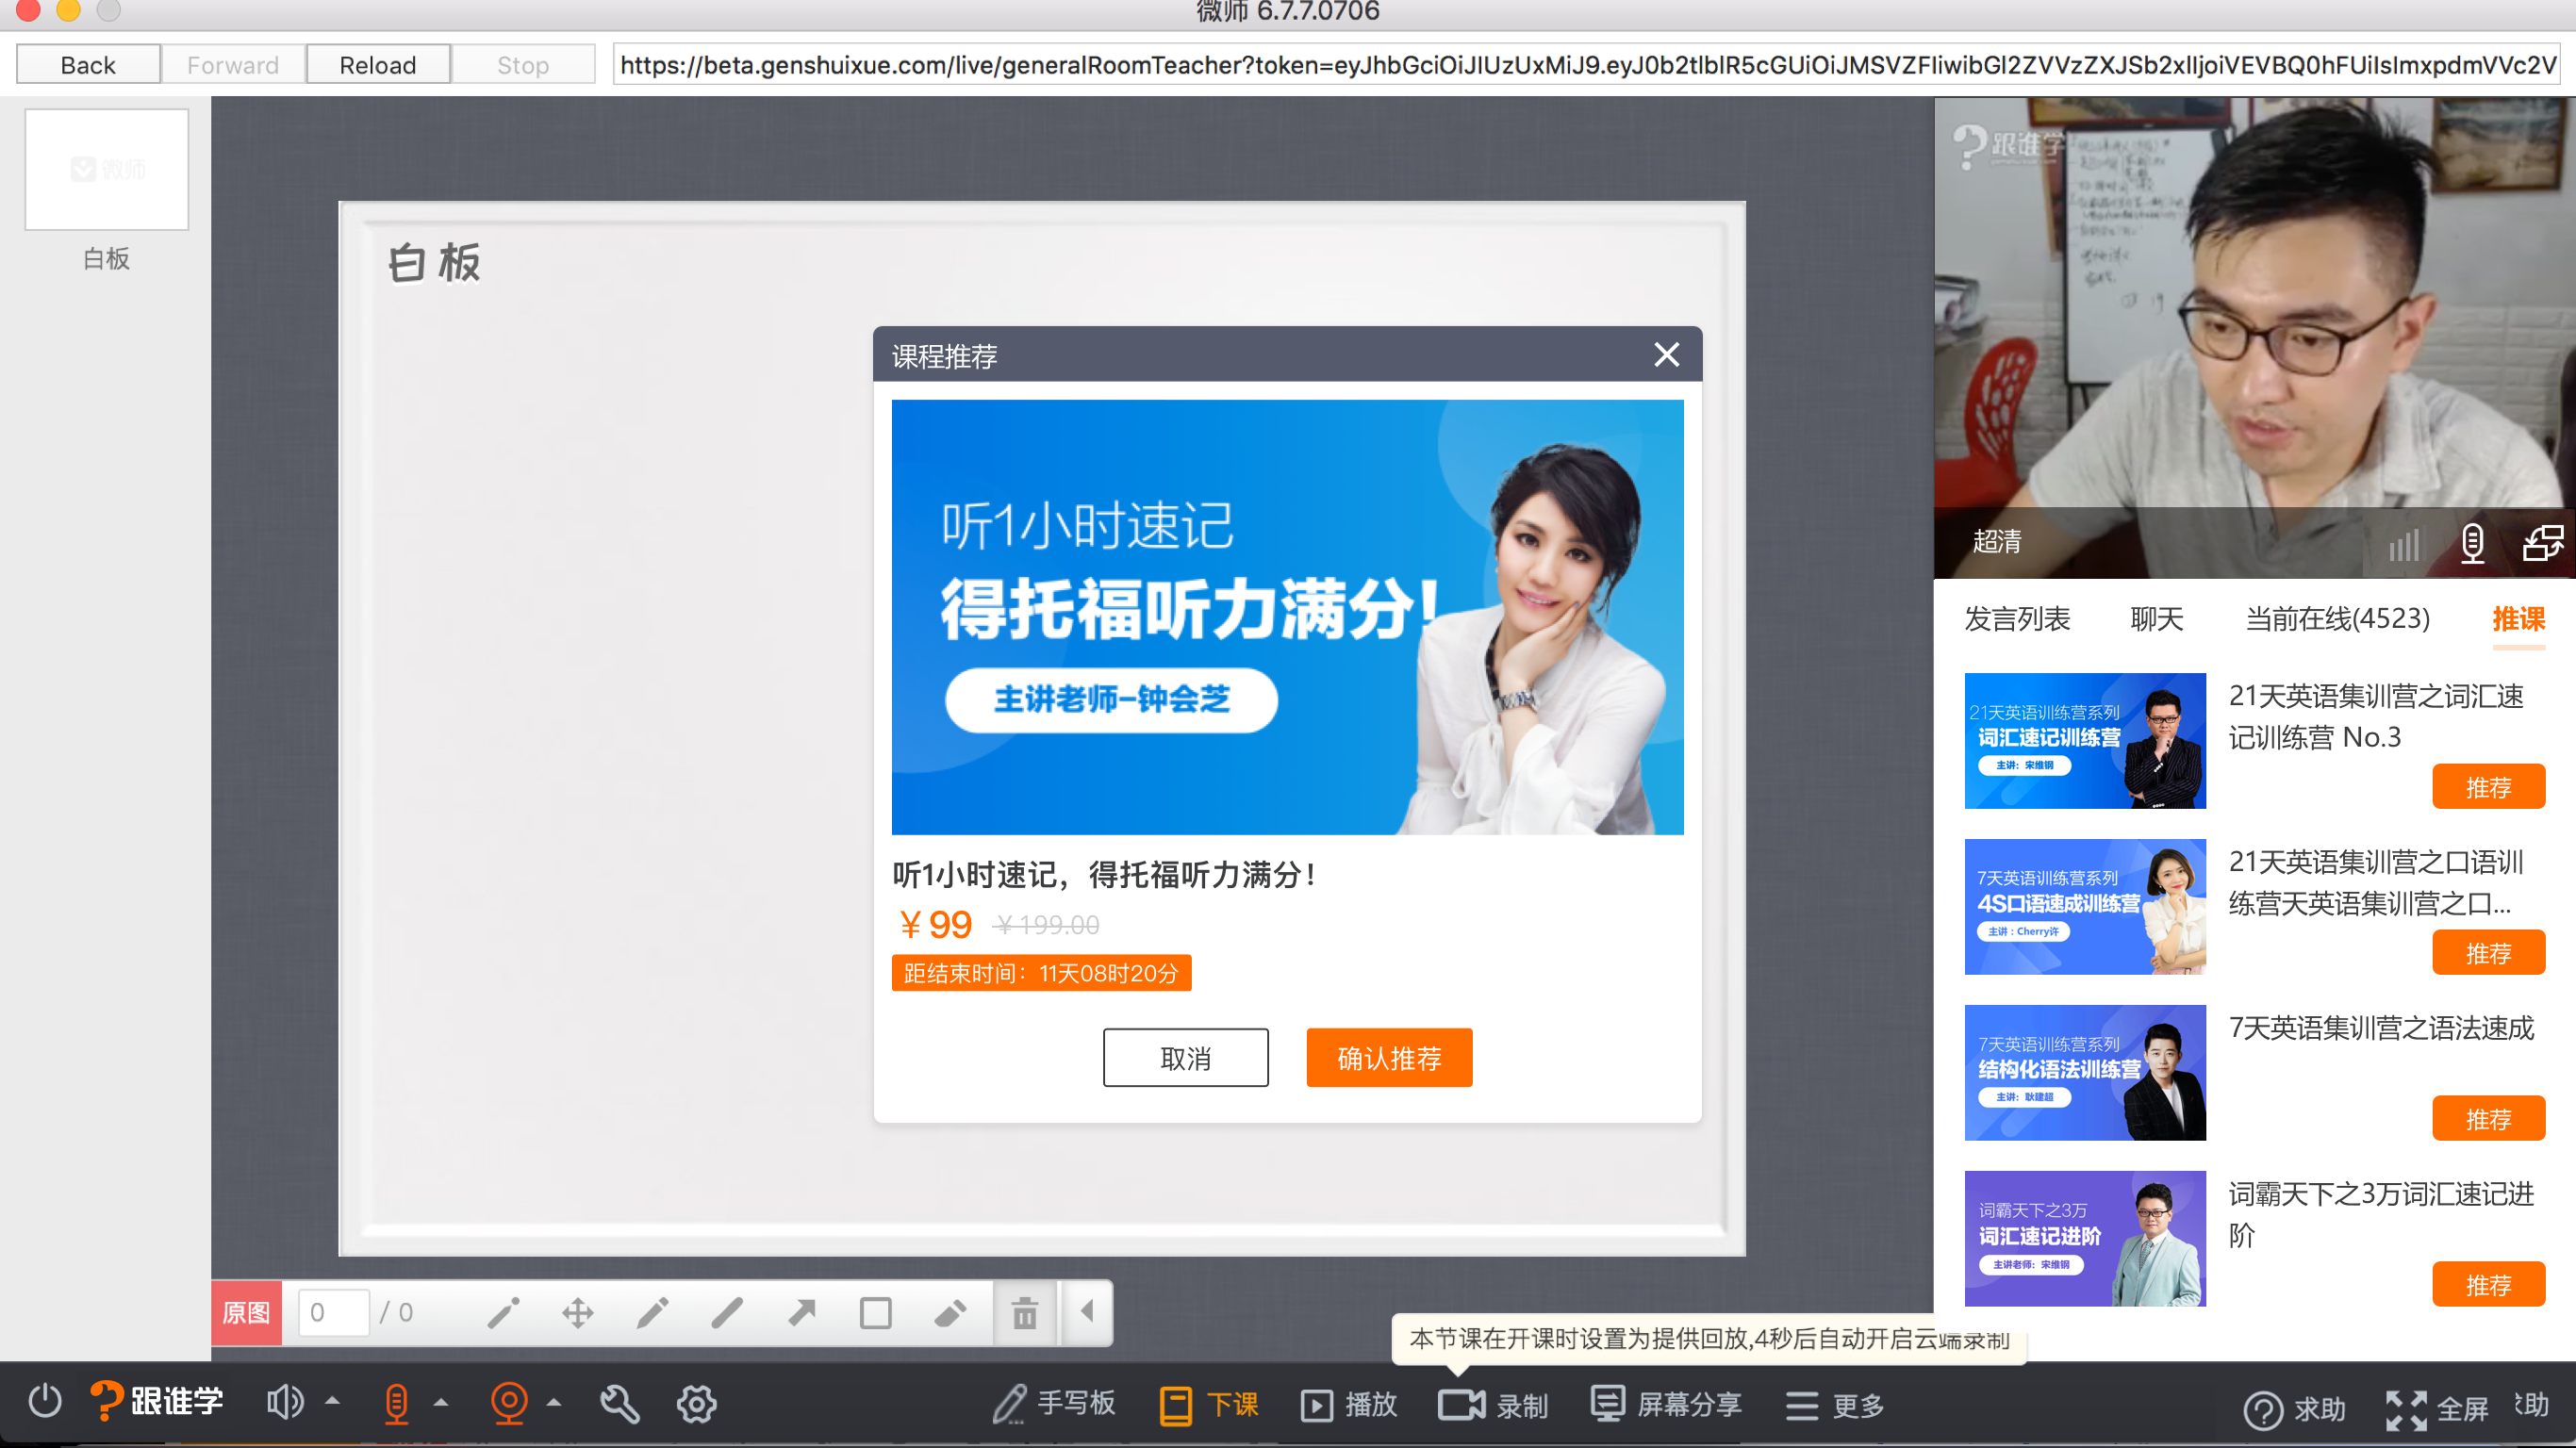 微师 6.7.7.0706
Back
Forward
Reload
Stop
https://beta.genshuixue.com/live/generalRoomTeacher?token=eyJhbGciOiJIUzUxMiJ9.eyJ0b2tlblR5cGUiOiJMSVZFIiwibGl2ZVVzZXJSb2xlIjoiVEVBQ0hFUiIsImxpdmVVc2V
微师
白板
白板
课程推荐
听1小时速记
得托福听力满分!
主讲老师-钟会芝
听1小时速记，得托福听力满分!
¥99 ¥199.00
距结束时间：11天08时20分
取消
确认推荐
跟谁学
超清
发言列表
聊天
当前在线(4523)
推课
21天英语训练营系列
词汇速记训练营
主讲：宋维钢
21天英语集训营之词汇速
记训练营 No.3
推荐
7天英语训练营系列
4S口语速成训练营
主讲：Cherry许
21天英语集训营之口语训
练营天英语集训营之口...
推荐
7天英语训练营系列
结构化语法训练营
主讲：耿建超
7天英语集训营之语法速成
推荐
词霸天下之3万
词汇速记进阶
主讲老师：宋维钢
词霸天下之3万词汇速记进
阶
推荐
原图
0 / 0
本节课在开课时设置为提供回放,4秒后自动开启云端录制
跟谁学
手写板
下课
播放
录制
屏幕分享
更多
求助
全屏
求助